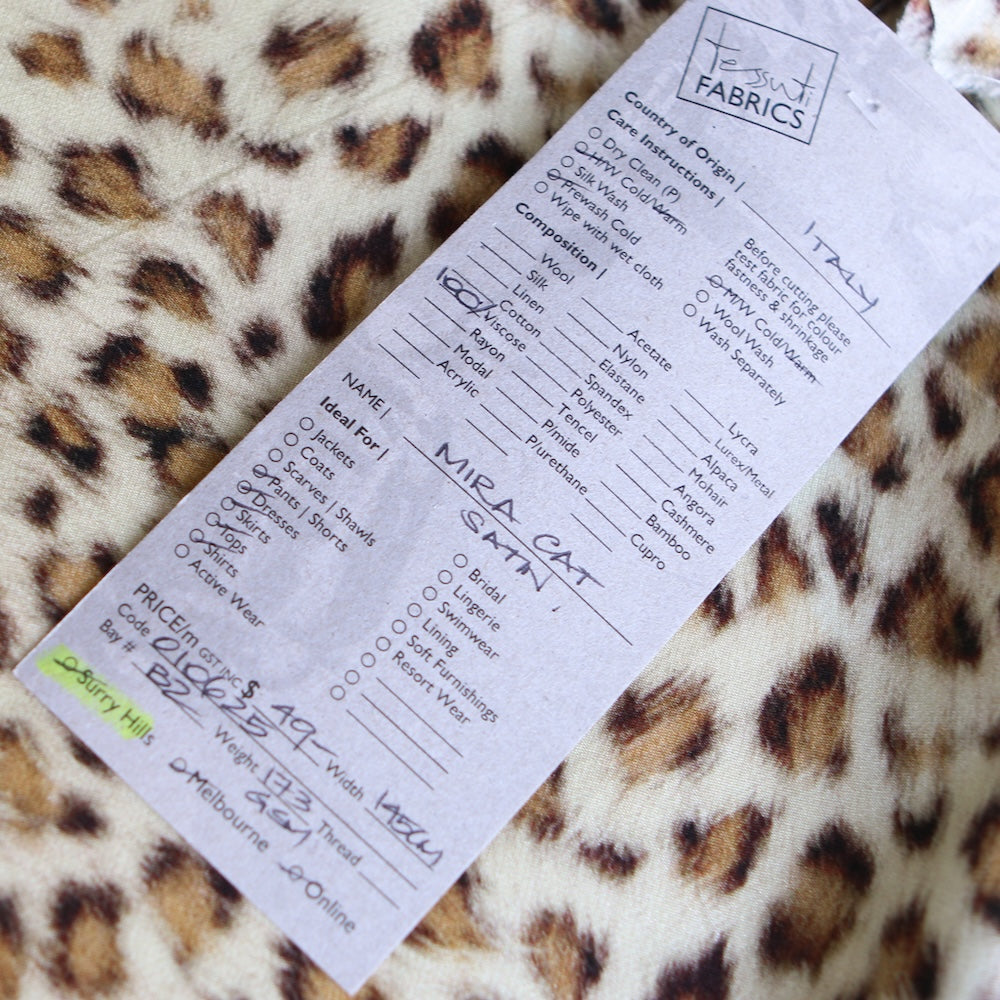 Tessuti
FABRICS
Country of Origin | ITALY
Care Instructions |
Dry Clean (P)
H/W Cold/Warm
Silk Wash
Prewash Cold
Wipe with wet cloth
Before cutting please
test fabric for colour
fastness & shrinkage
M/W Cold/Warm
Wool Wash
Wash Separately
Composition |
Wool
Silk
Linen
Cotton
100% Viscose
Rayon
Modal
Acrylic
Acetate
Nylon
Elastane
Spandex
Polyester
Tencel
P/mide
P/urethane
Lycra
Lurex/Metal
Alpaca
Mohair
Angora
Cashmere
Bamboo
Cupro
NAME | MIRA CAT
SATIN
Ideal For |
Jackets
Coats
Scarves | Shawls
Pants | Shorts
Dresses
Skirts
Tops
Shirts
Active Wear
Bridal
Lingerie
Swimwear
Lining
Soft Furnishings
Resort Wear
PRICE/m GST INC $ 49- Width 145CM
Code 010625 Weight 173 GSM Thread
Bay # B2
Surry Hills Melbourne Online